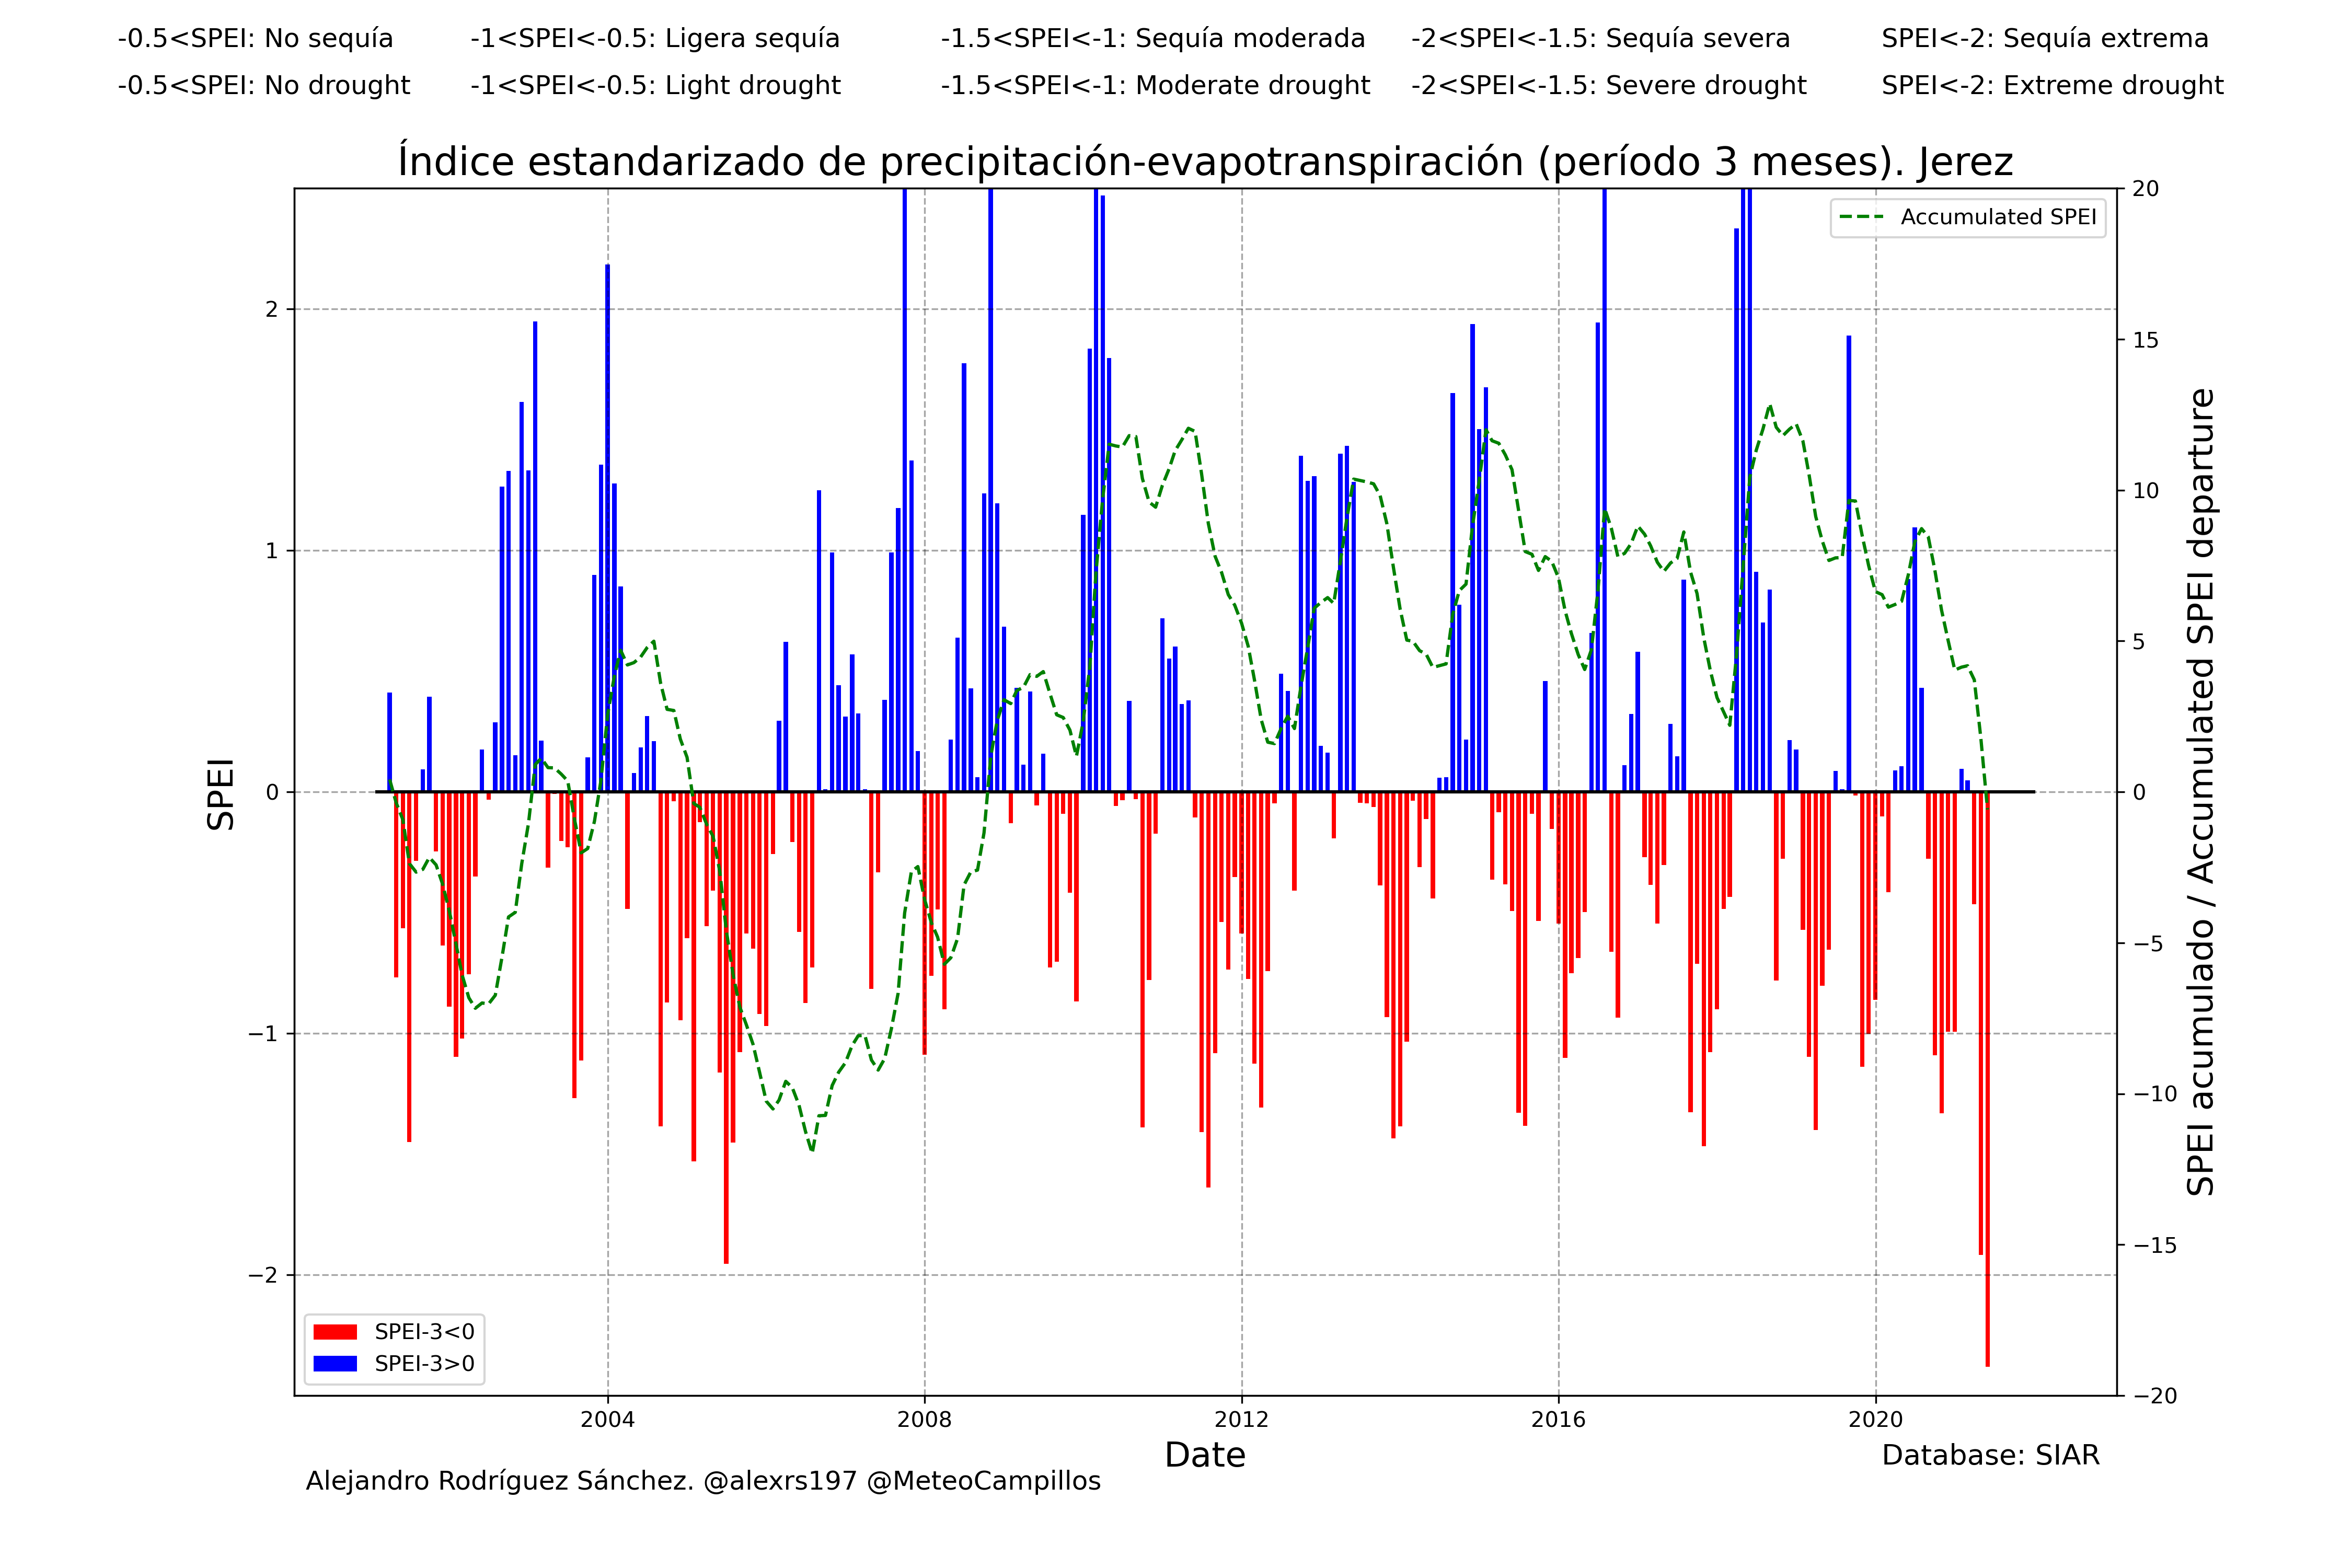 -0.5<SPEI: No sequía -1<SPEI<-0.5: Ligera sequía -1.5<SPEI<-1: Sequía moderada -2<SPEI<-1.5: Sequía severa SPEI<-2: Sequía extrema
-0.5<SPEI: No drought -1<SPEI<-0.5: Light drought -1.5<SPEI<-1: Moderate drought -2<SPEI<-1.5: Severe drought SPEI<-2: Extreme drought
Índice estandarizado de precipitación-evapotranspiración (período 3 meses). Jerez
Accumulated SPEI
2
1
0
−1
−2
SPEI
20
15
10
5
0
−5
−10
−15
−20
SPEI acumulado / Accumulated SPEI departure
SPEI-3<0
SPEI-3>0
2004 2008 2012 2016 2020
Date
Database: SIAR
Alejandro Rodríguez Sánchez. @alexrs197 @MeteoCampillos